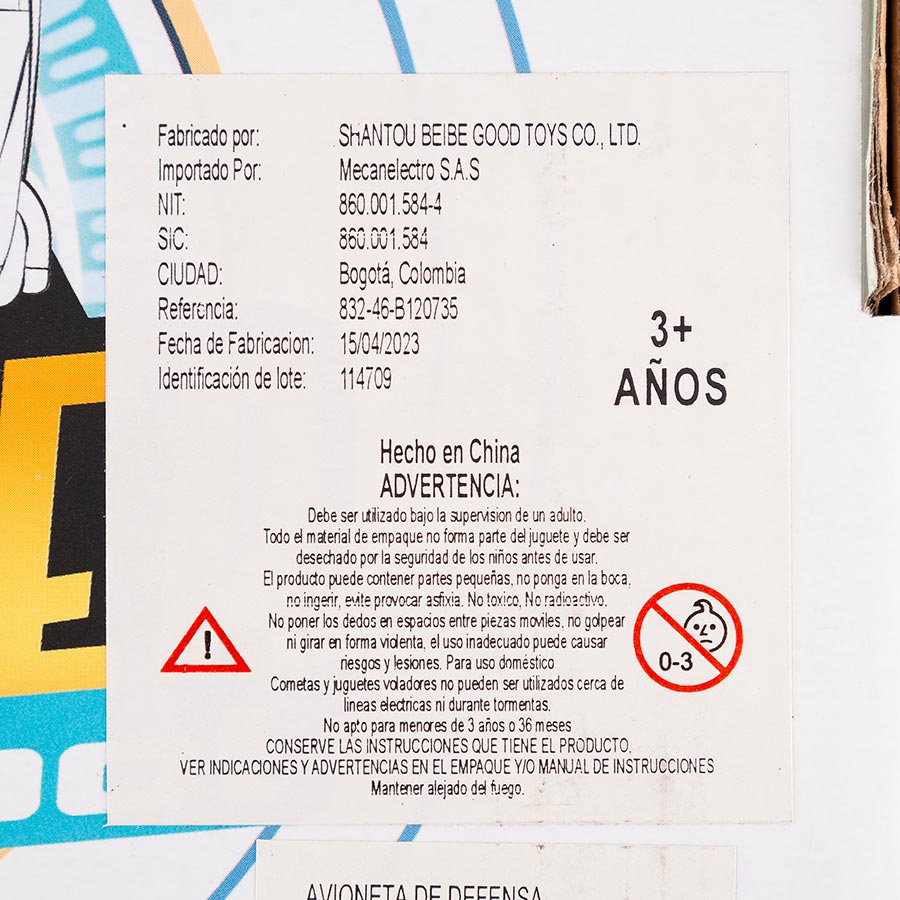 Fabricado por: SHANTOU BEIBE GOOD TOYS CO., LTD.
Importado Por: Mecanelectro S.A.S
NIT: 860.001.584-4
SIC: 860.001.584
CIUDAD: Bogotá, Colombia
Referencia: 832-46-B120735
Fecha de Fabricacion: 15/04/2023
Identificación de lote: 114709
3+
AÑOS
Hecho en China
ADVERTENCIA:
Debe ser utilizado bajo la supervision de un adulto.
Todo el material de empaque no forma parte del juguete y debe ser
desechado por la seguridad de los niños antes de usar.
El producto puede contener partes pequeñas, no ponga en la boca,
no ingerir, evite provocar asfixia. No toxico, No radioactivo.
No poner los dedos en espacios entre piezas moviles, no golpear
ni girar en forma violenta, el uso inadecuado puede causar
riesgos y lesiones. Para uso doméstico
Cometas y juguetes voladores no pueden ser utilizados cerca de
lineas electricas ni durante tormentas.
No apto para menores de 3 años o 36 meses
CONSERVE LAS INSTRUCCIONES QUE TIENE EL PRODUCTO.
VER INDICACIONES Y ADVERTENCIAS EN EL EMPAQUE Y/O MANUAL DE INSTRUCCIONES
Mantener alejado del fuego.
!
0-3
AVIONETA DE DEFENSA